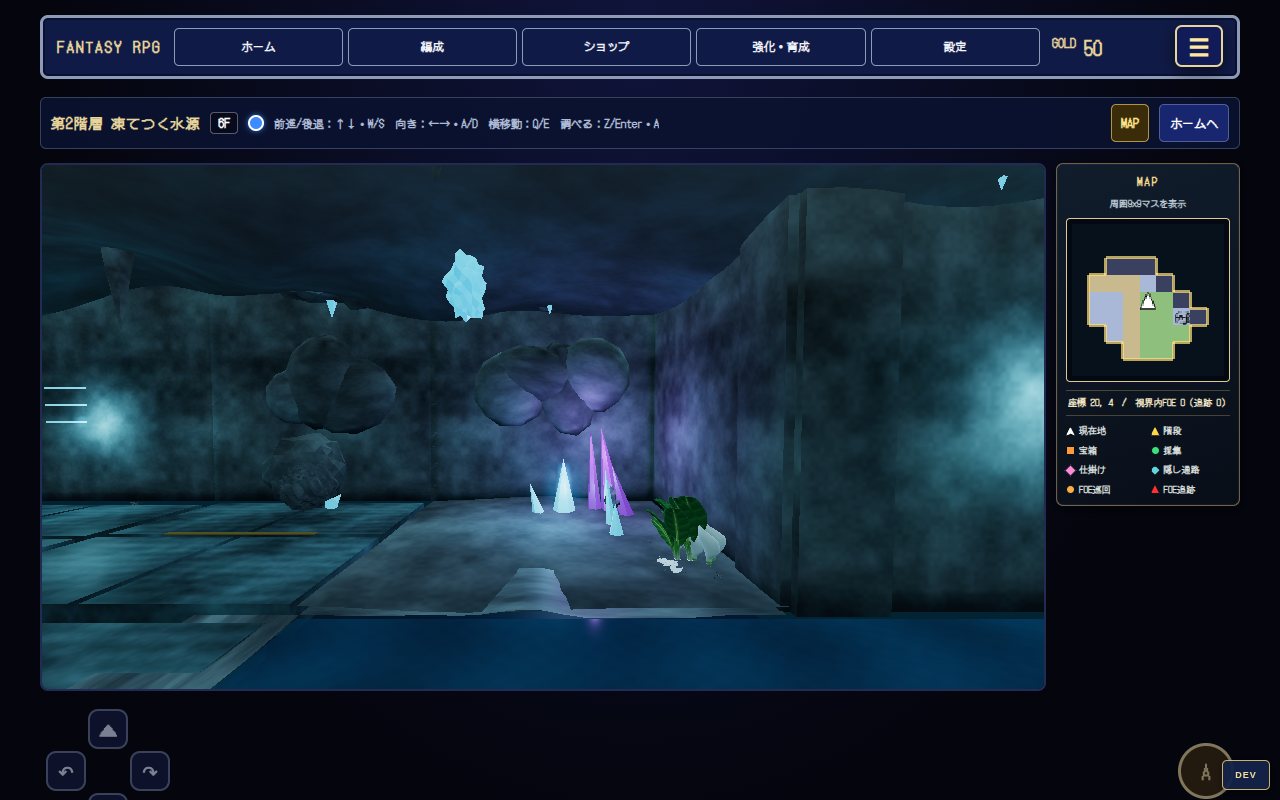 FANTASY RPG
ホーム
編成
ショップ
強化・育成
設定
GOLD 50
第2階層 凍てつく水源
6F
前進/後退：↑↓・W/S 向き：←→・A/D 横移動：Q/E 調べる：Z/Enter・A
MAP
ホームへ
MAP
周囲9x9マスを表示
座標 20, 4 / 視界内FOE 0 (追跡 0)
現在地
階段
宝箱
採集
仕掛け
隠し通路
FOE巡回
FOE追跡
A
DEV